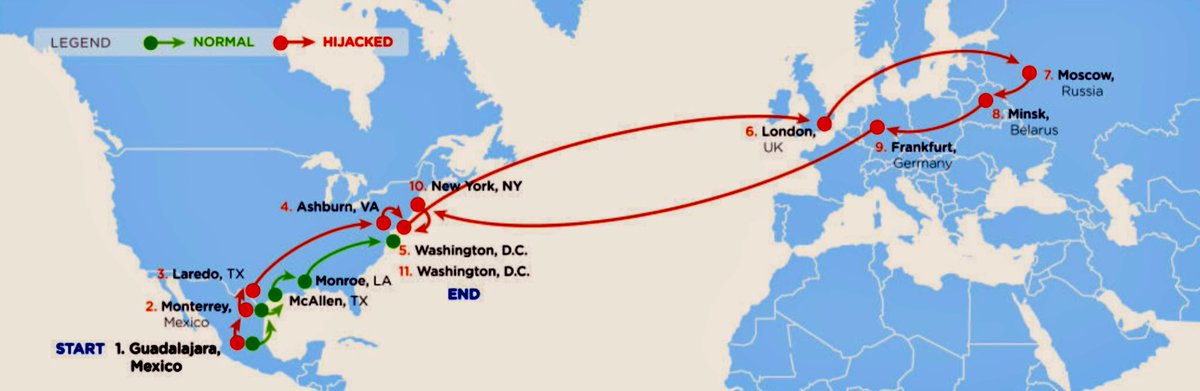 LEGEND NORMAL HIJACKED
7. Moscow,
Russia
8. Minsk,
Belarus
6. London,
UK
9. Frankfurt,
Germany
10. New York, NY
4. Ashburn, VA
5. Washington, D.C.
11. Washington, D.C.
END
3. Laredo, TX
Monroe, LA
McAllen, TX
2. Monterrey,
Mexico
START 1. Guadalajara,
Mexico